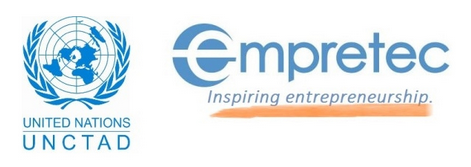 UNITED NATIONS
UNCTAD
empretec
Inspiring entrepreneurship.